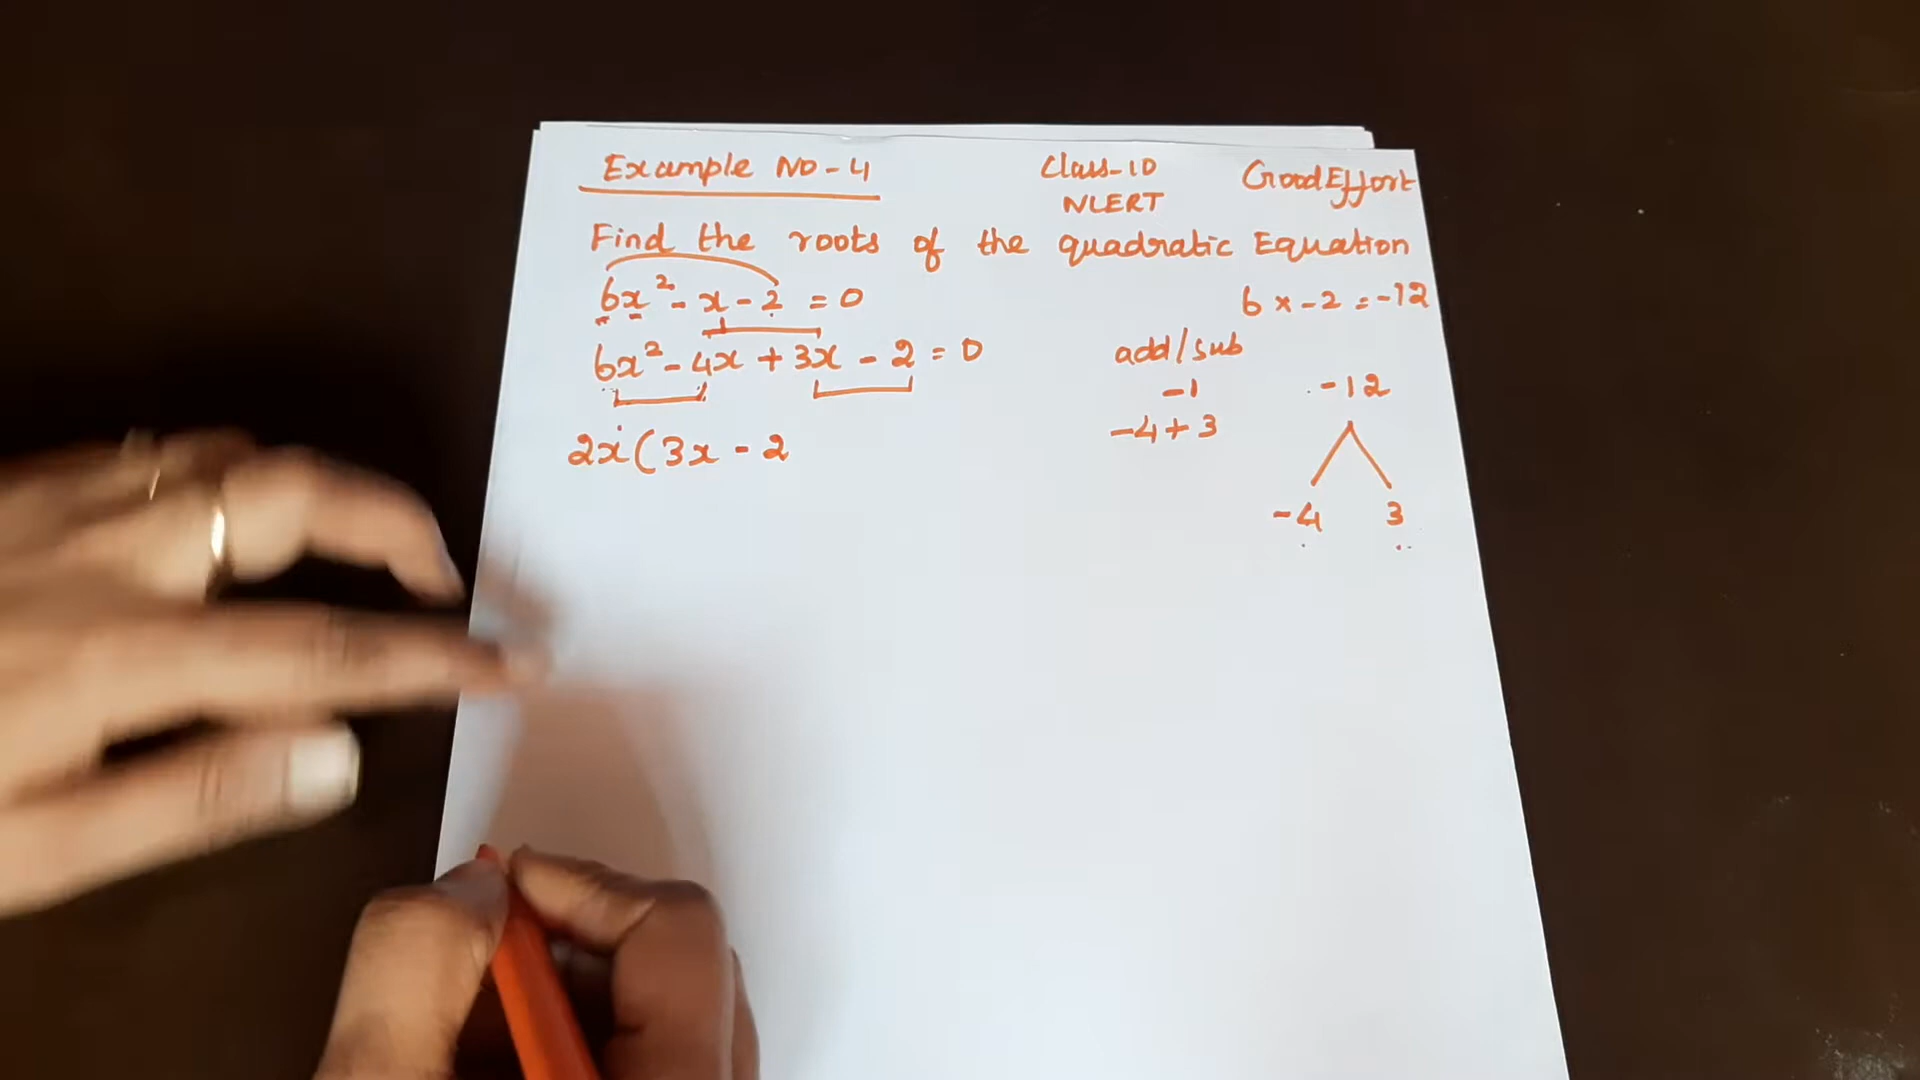 Example No-4
Class-10
NCERT
GoodEffort
Find the roots of the quadratic Equation
6x² - x - 2 = 0
6x² - 4x + 3x - 2 = 0
2x(3x - 2
6 x -2 = -12
add/sub
-1
-4+3
-12
-4 3